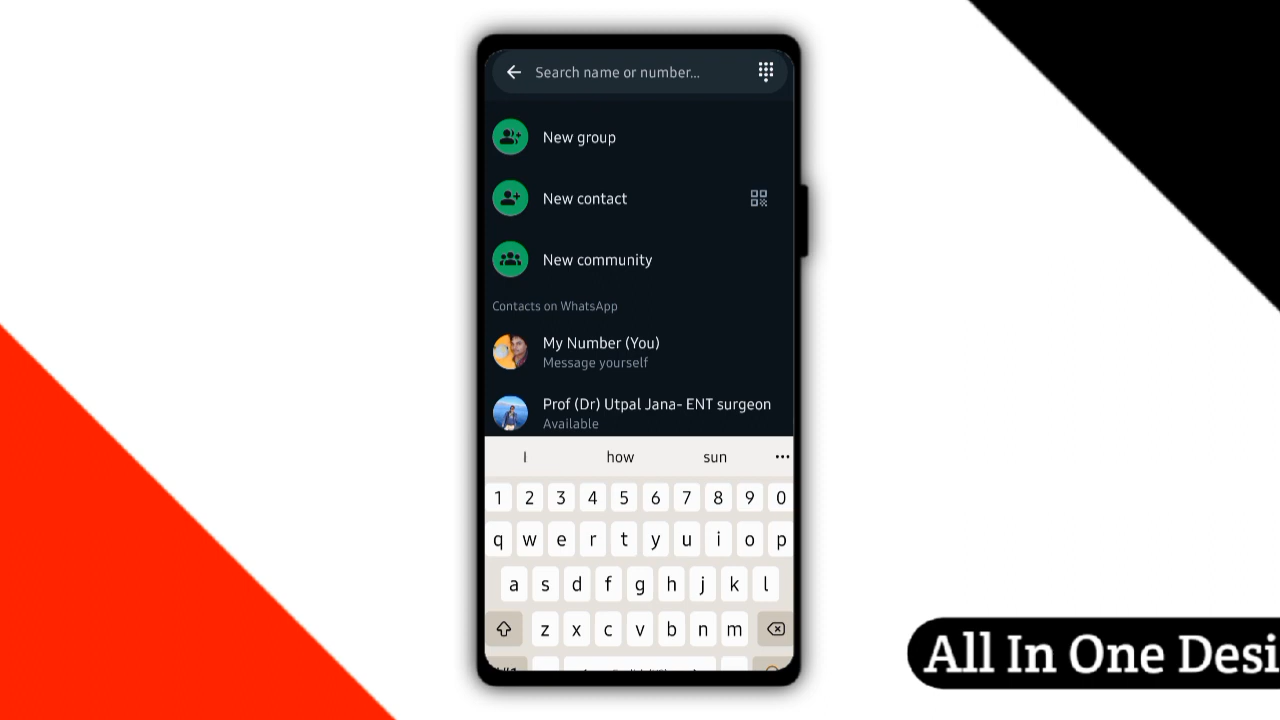 Search name or number...
New group
New contact
New community
Contacts on WhatsApp
My Number (You)
Message yourself
Prof (Dr) Utpal Jana- ENT surgeon
Available
I how sun
1 2 3 4 5 6 7 8 9 0
q w e r t y u i o p
a s d f g h j k l
z x c v b n m
All In One Desi